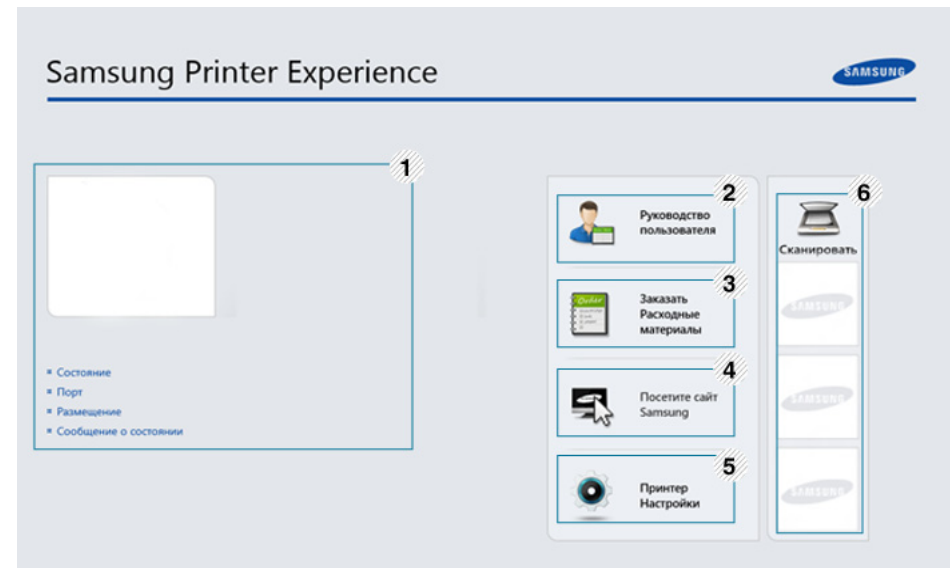 Samsung Printer Experience
SAMSUNG
1
Состояние
Порт
Размещение
Сообщение о состоянии
2
Руководство
пользователя
3
Order
Заказать
Расходные
материалы
4
Посетите сайт
Samsung
5
Принтер
Настройки
6
Сканировать
SAMSUNG
SAMSUNG
SAMSUNG